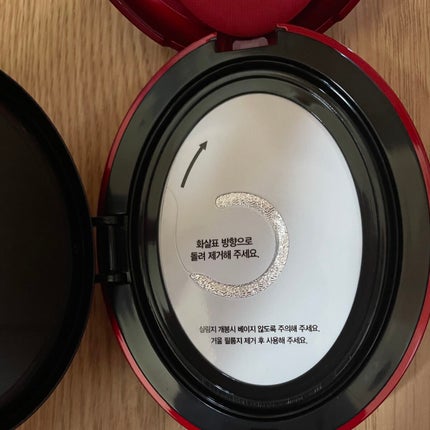 화살표 방향으로
돌려 제거해 주세요.
실링지 개봉시 베이지 않도록 주의해 주세요.
거울 필름지 제거 후 사용해 주세요.